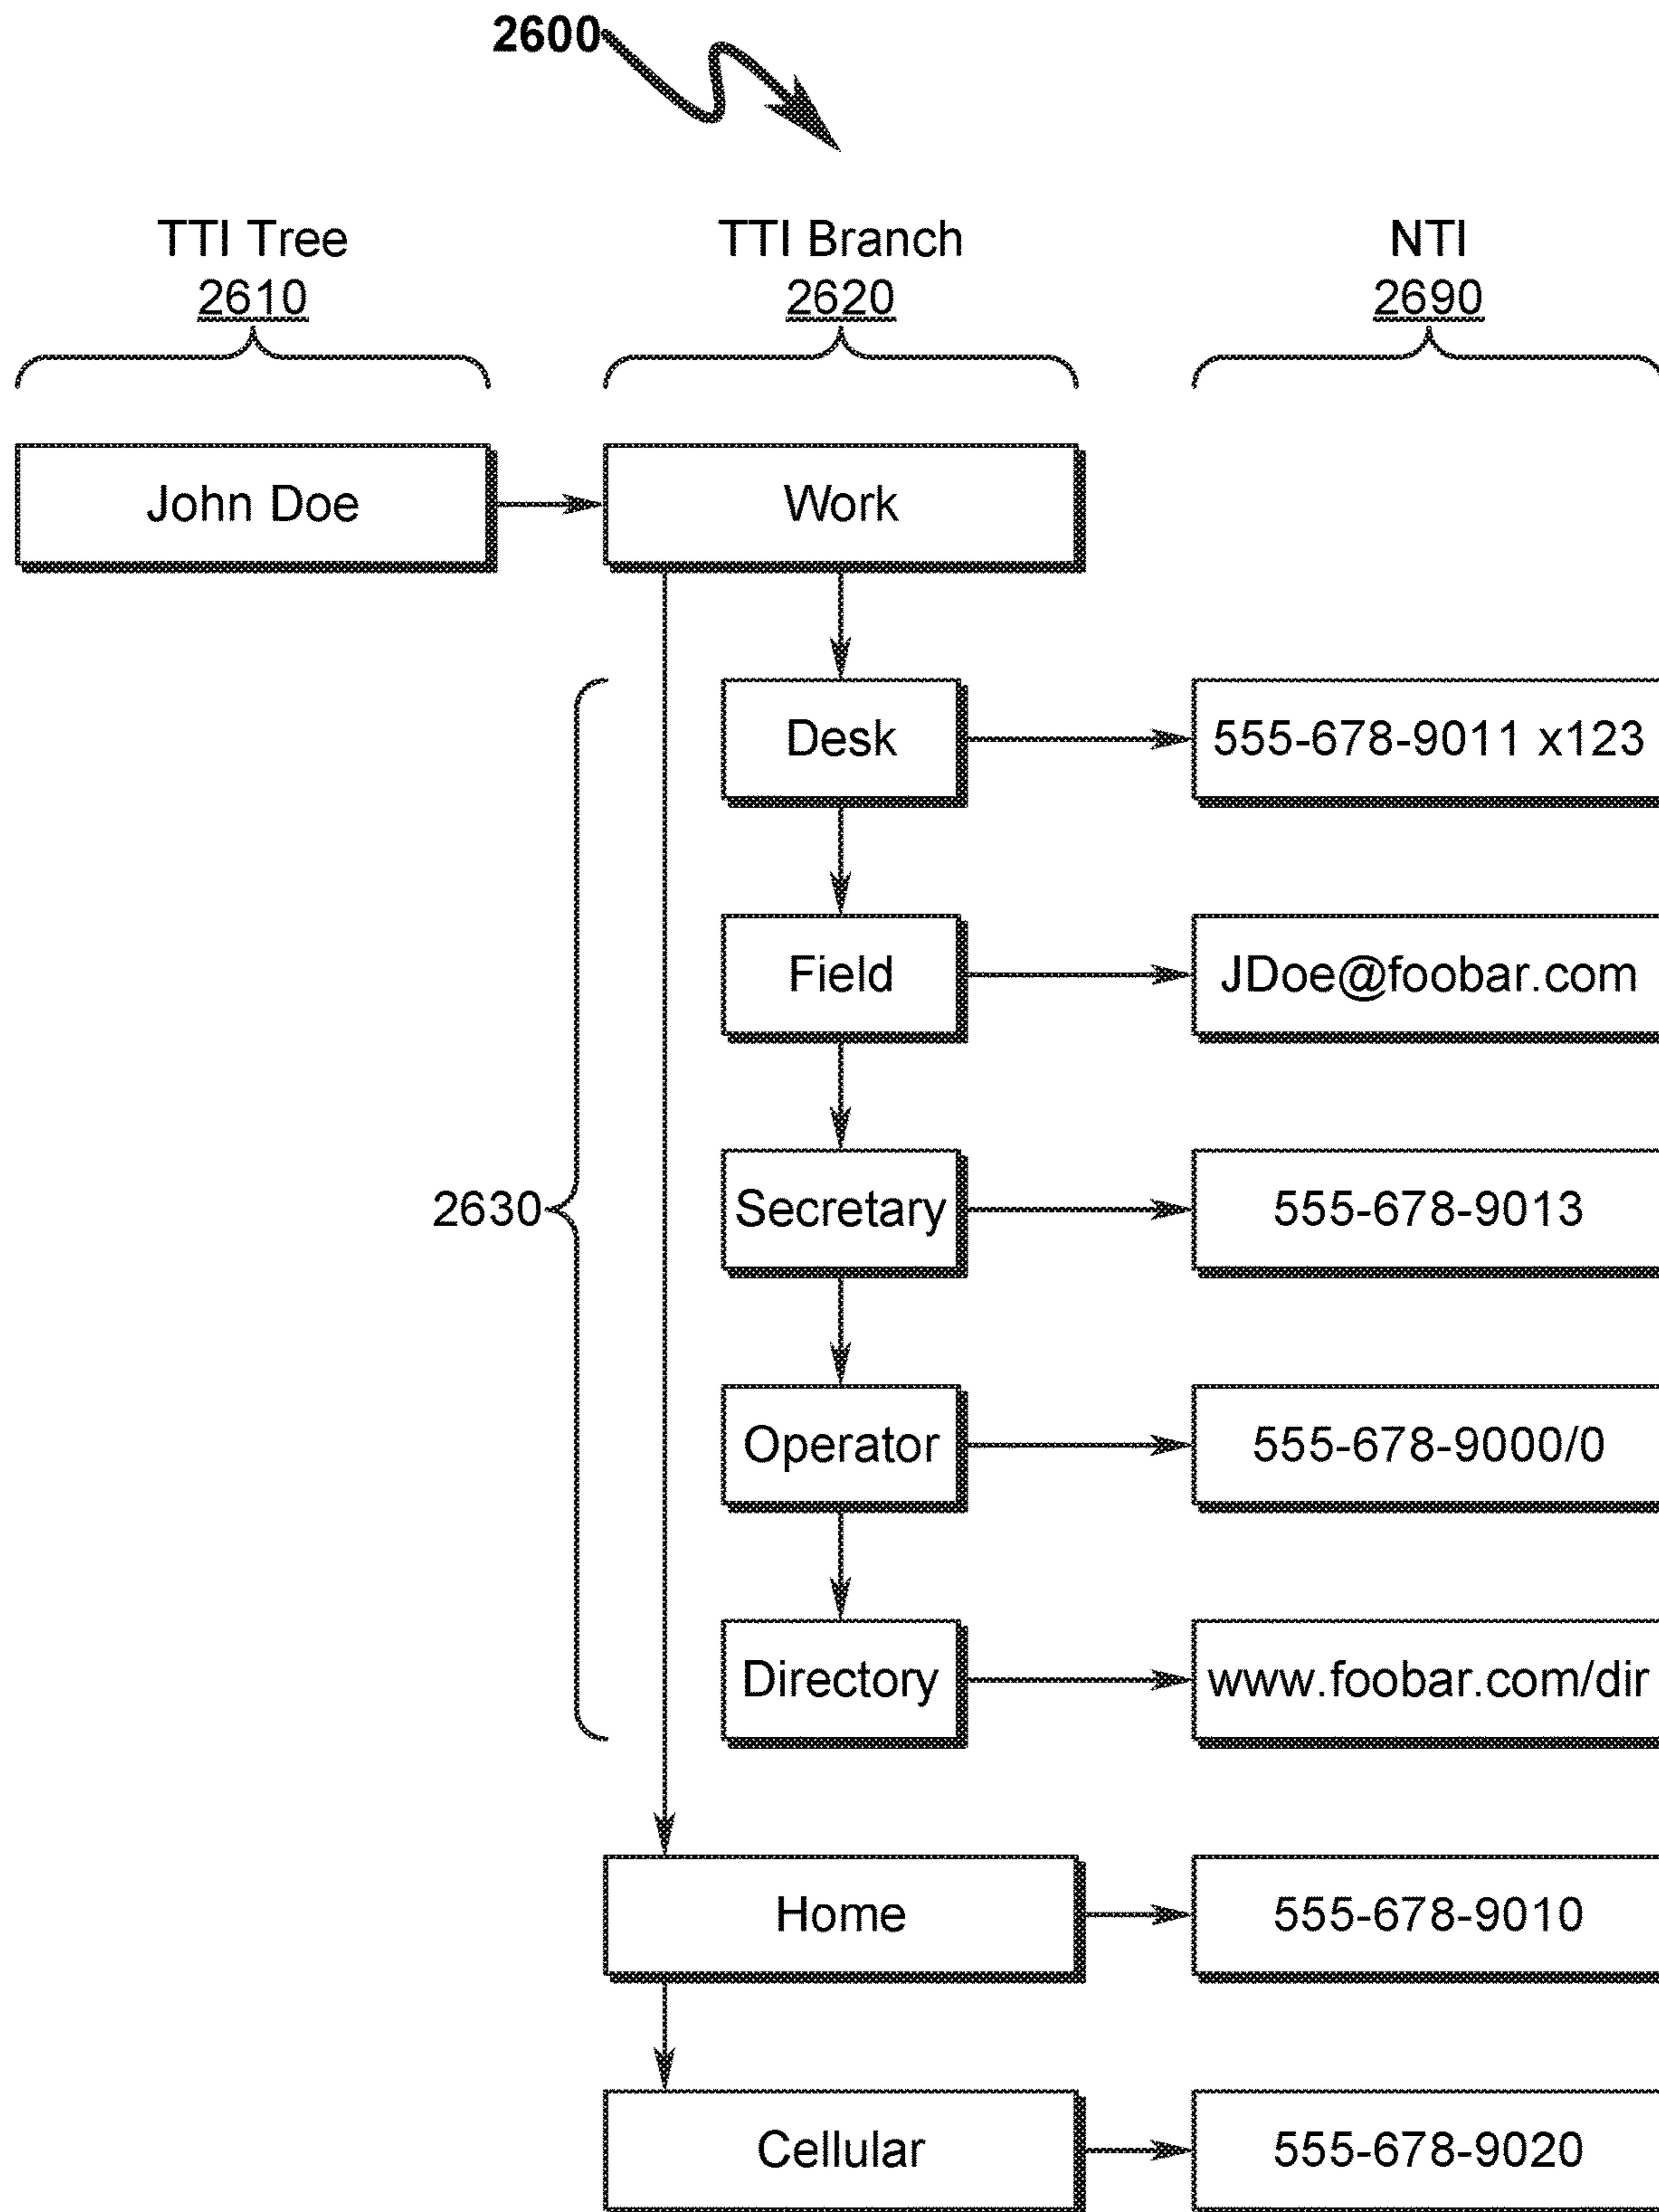 2600
TTI Tree
2610
TTI Branch
2620
NTI
2690
John Doe
Work
Desk
555-678-9011 x123
Field
JDoe@foobar.com
2630
Secretary
555-678-9013
Operator
555-678-9000/0
Directory
www.foobar.com/dir
Home
555-678-9010
Cellular
555-678-9020